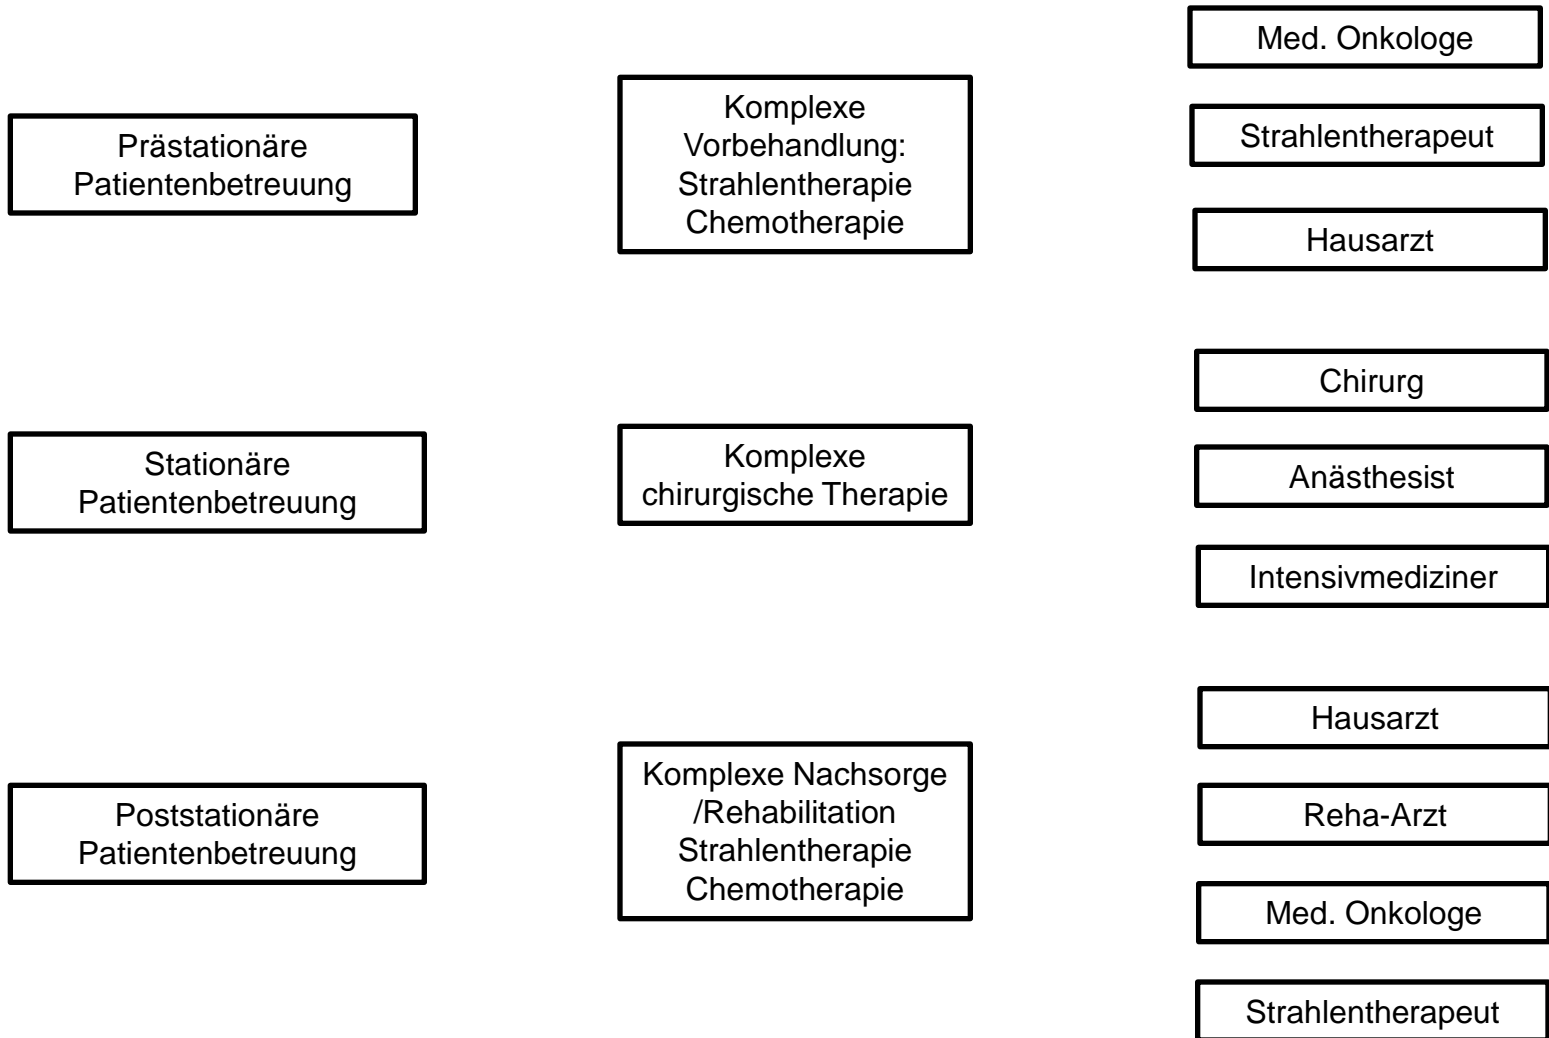 Prästationäre
Patientenbetreuung
Komplexe
Vorbehandlung:
Strahlentherapie
Chemotherapie
Med. Onkologe
Strahlentherapeut
Hausarzt
Stationäre
Patientenbetreuung
Komplexe
chirurgische Therapie
Chirurg
Anästhesist
Intensivmediziner
Poststationäre
Patientenbetreuung
Komplexe Nachsorge
/Rehabilitation
Strahlentherapie
Chemotherapie
Hausarzt
Reha-Arzt
Med. Onkologe
Strahlentherapeut